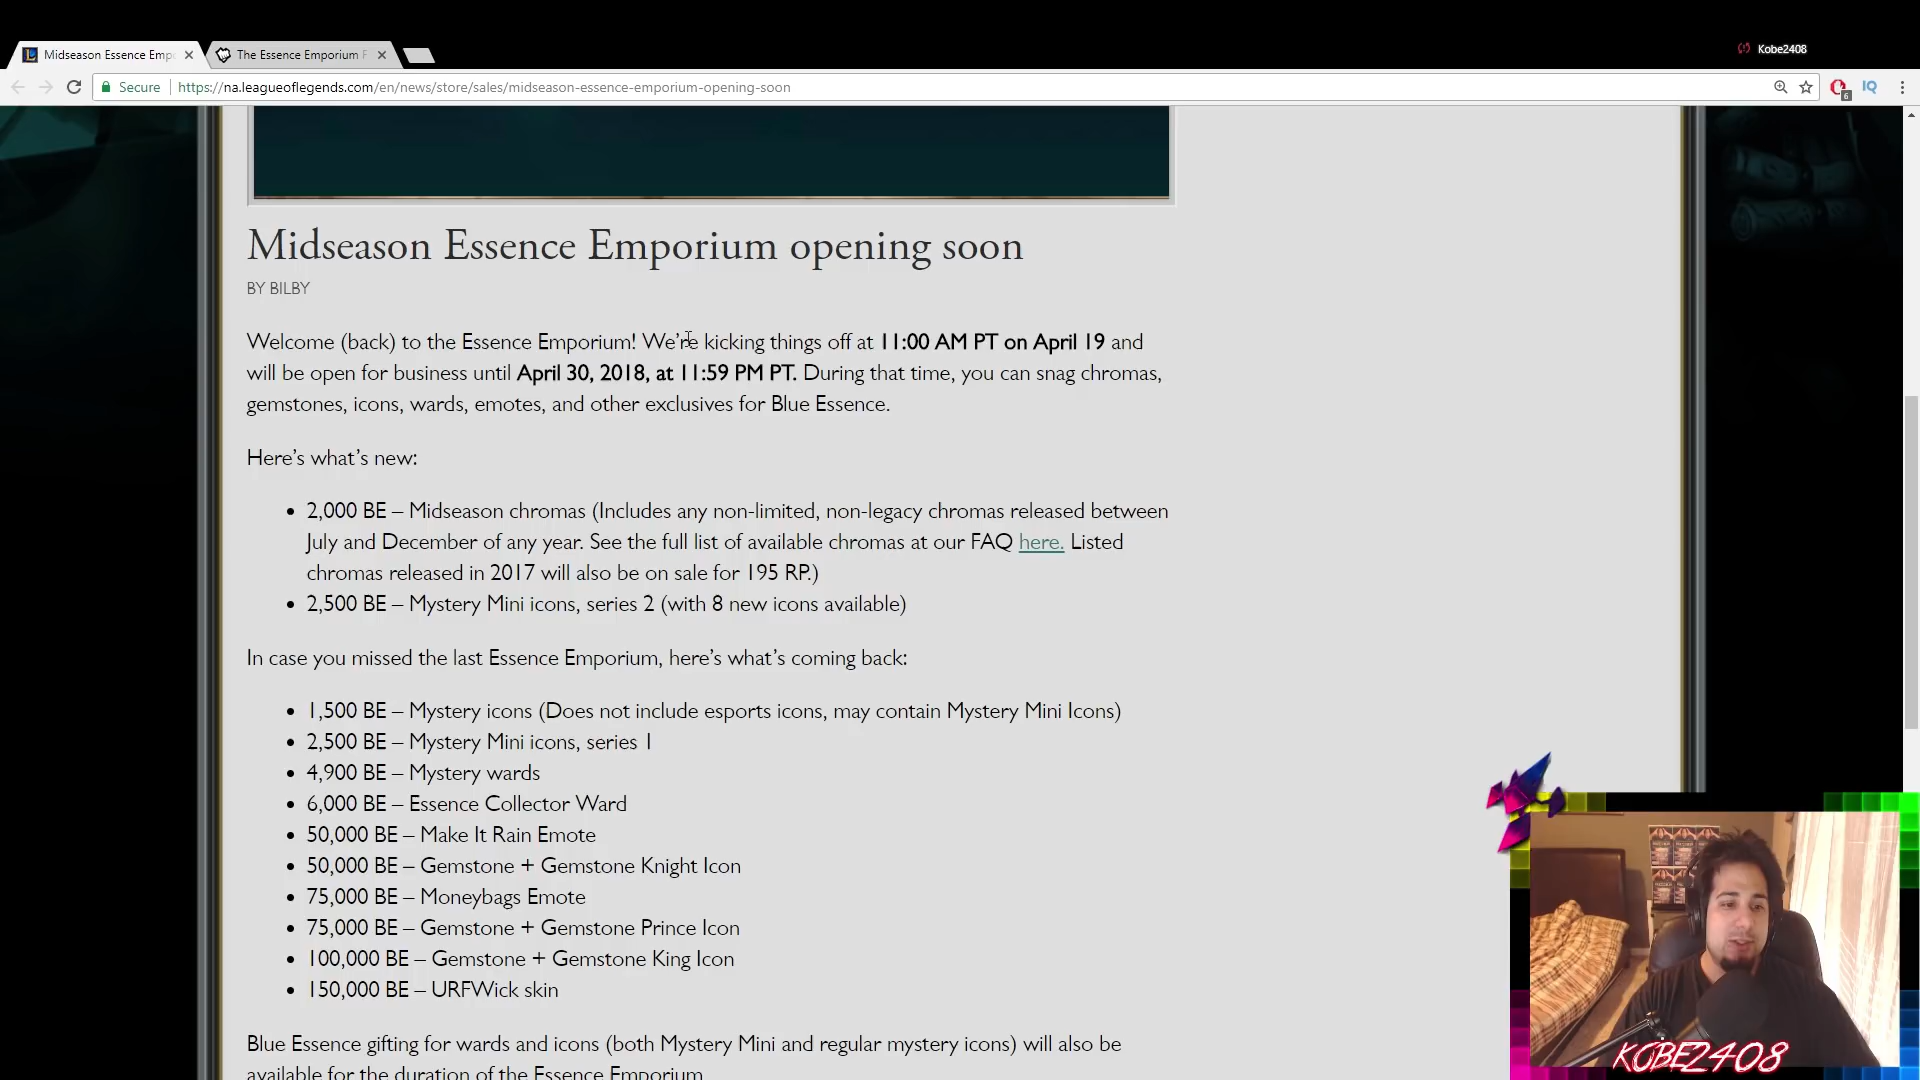 Midseason Essence Emp
The Essence Emporium F
Kobe2408
Secure
https://na.leagueoflegends.com/en/news/store/sales/midseason-essence-emporium-opening-soon
6
IQ
Midseason Essence Emporium opening soon
BY BILBY
Welcome (back) to the Essence Emporium! We're kicking things off at 11:00 AM PT on April 19 and
will be open for business until April 30, 2018, at 11:59 PM PT. During that time, you can snag chromas,
gemstones, icons, wards, emotes, and other exclusives for Blue Essence.
Here's what's new:
• 2,000 BE – Midseason chromas (Includes any non-limited, non-legacy chromas released between
July and December of any year. See the full list of available chromas at our FAQ here. Listed
chromas released in 2017 will also be on sale for 195 RP.)
• 2,500 BE – Mystery Mini icons, series 2 (with 8 new icons available)
In case you missed the last Essence Emporium, here's what's coming back:
• 1,500 BE – Mystery icons (Does not include esports icons, may contain Mystery Mini Icons)
• 2,500 BE – Mystery Mini icons, series 1
• 4,900 BE – Mystery wards
• 6,000 BE – Essence Collector Ward
• 50,000 BE – Make It Rain Emote
• 50,000 BE – Gemstone + Gemstone Knight Icon
• 75,000 BE – Moneybags Emote
• 75,000 BE – Gemstone + Gemstone Prince Icon
• 100,000 BE – Gemstone + Gemstone King Icon
• 150,000 BE – URFWick skin
Blue Essence gifting for wards and icons (both Mystery Mini and regular mystery icons) will also be
available for the duration of the Essence Emporium
KOBE2408